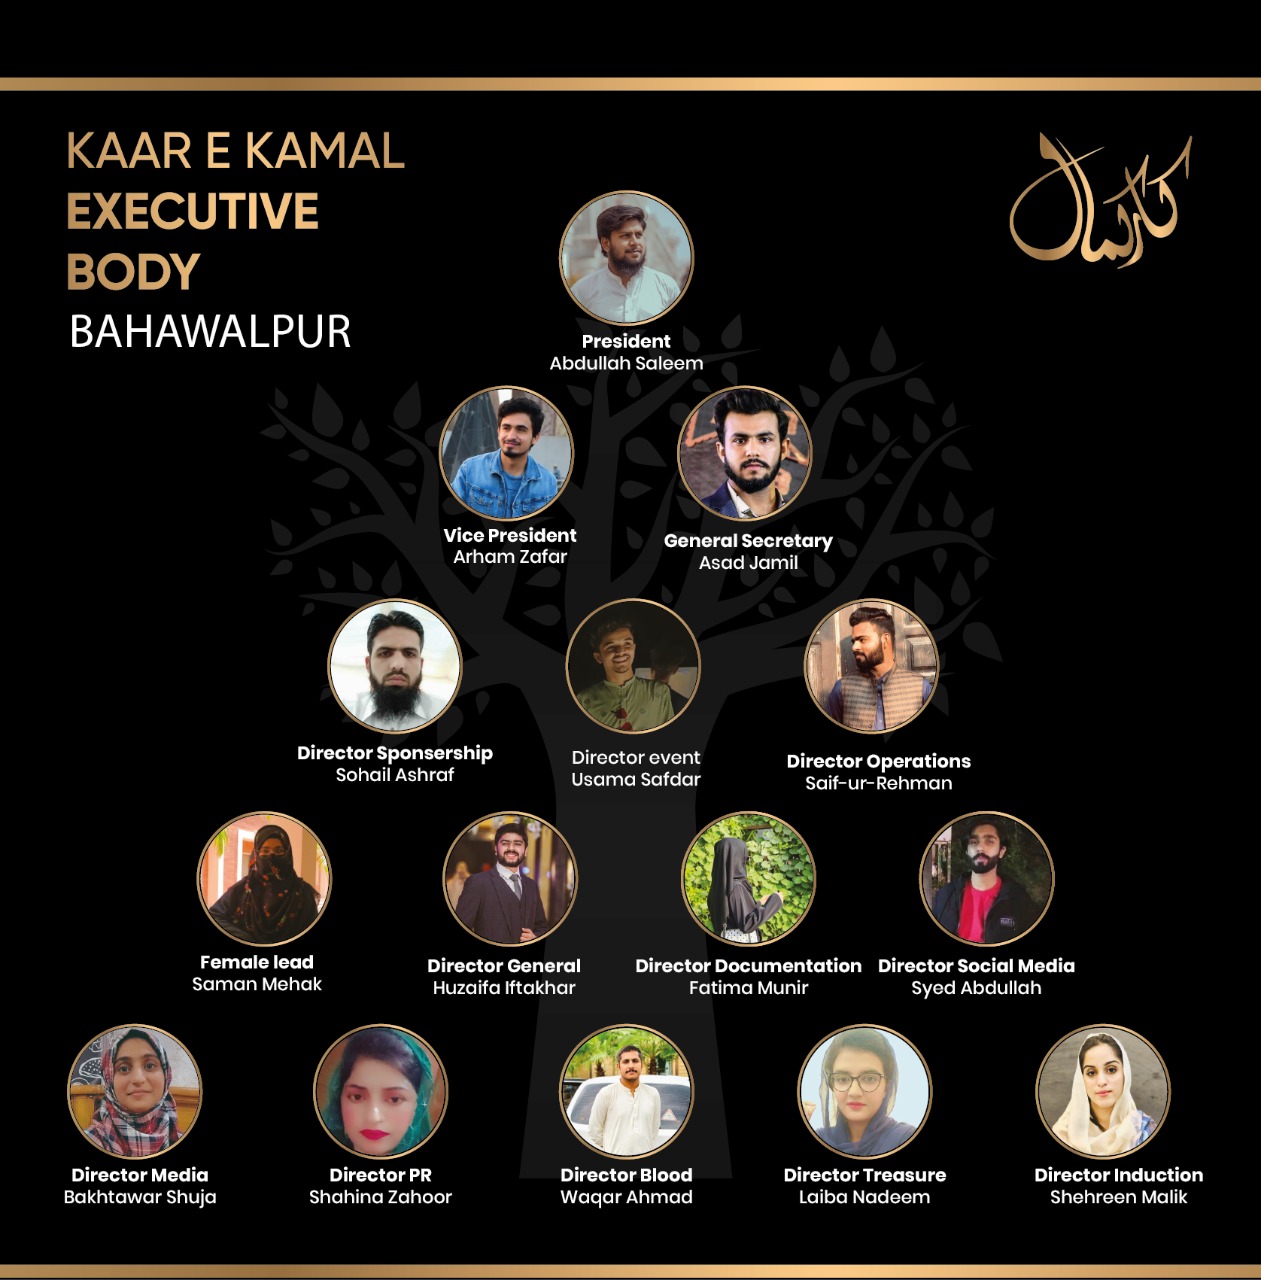 KAAR E KAMAL
EXECUTIVE
BODY
BAHAWALPUR
کارکمال
President
Abdullah Saleem
Vice President
Arham Zafar
General Secretary
Asad Jamil
Director Sponsership
Sohail Ashraf
Director event
Usama Safdar
Director Operations
Saif-ur-Rehman
Female lead
Saman Mehak
Director General
Huzaifa Iftakhar
Director Documentation
Fatima Munir
Director Social Media
Syed Abdullah
Director Media
Bakhtawar Shuja
Director PR
Shahina Zahoor
Director Blood
Waqar Ahmad
Director Treasure
Laiba Nadeem
Director Induction
Shehreen Malik